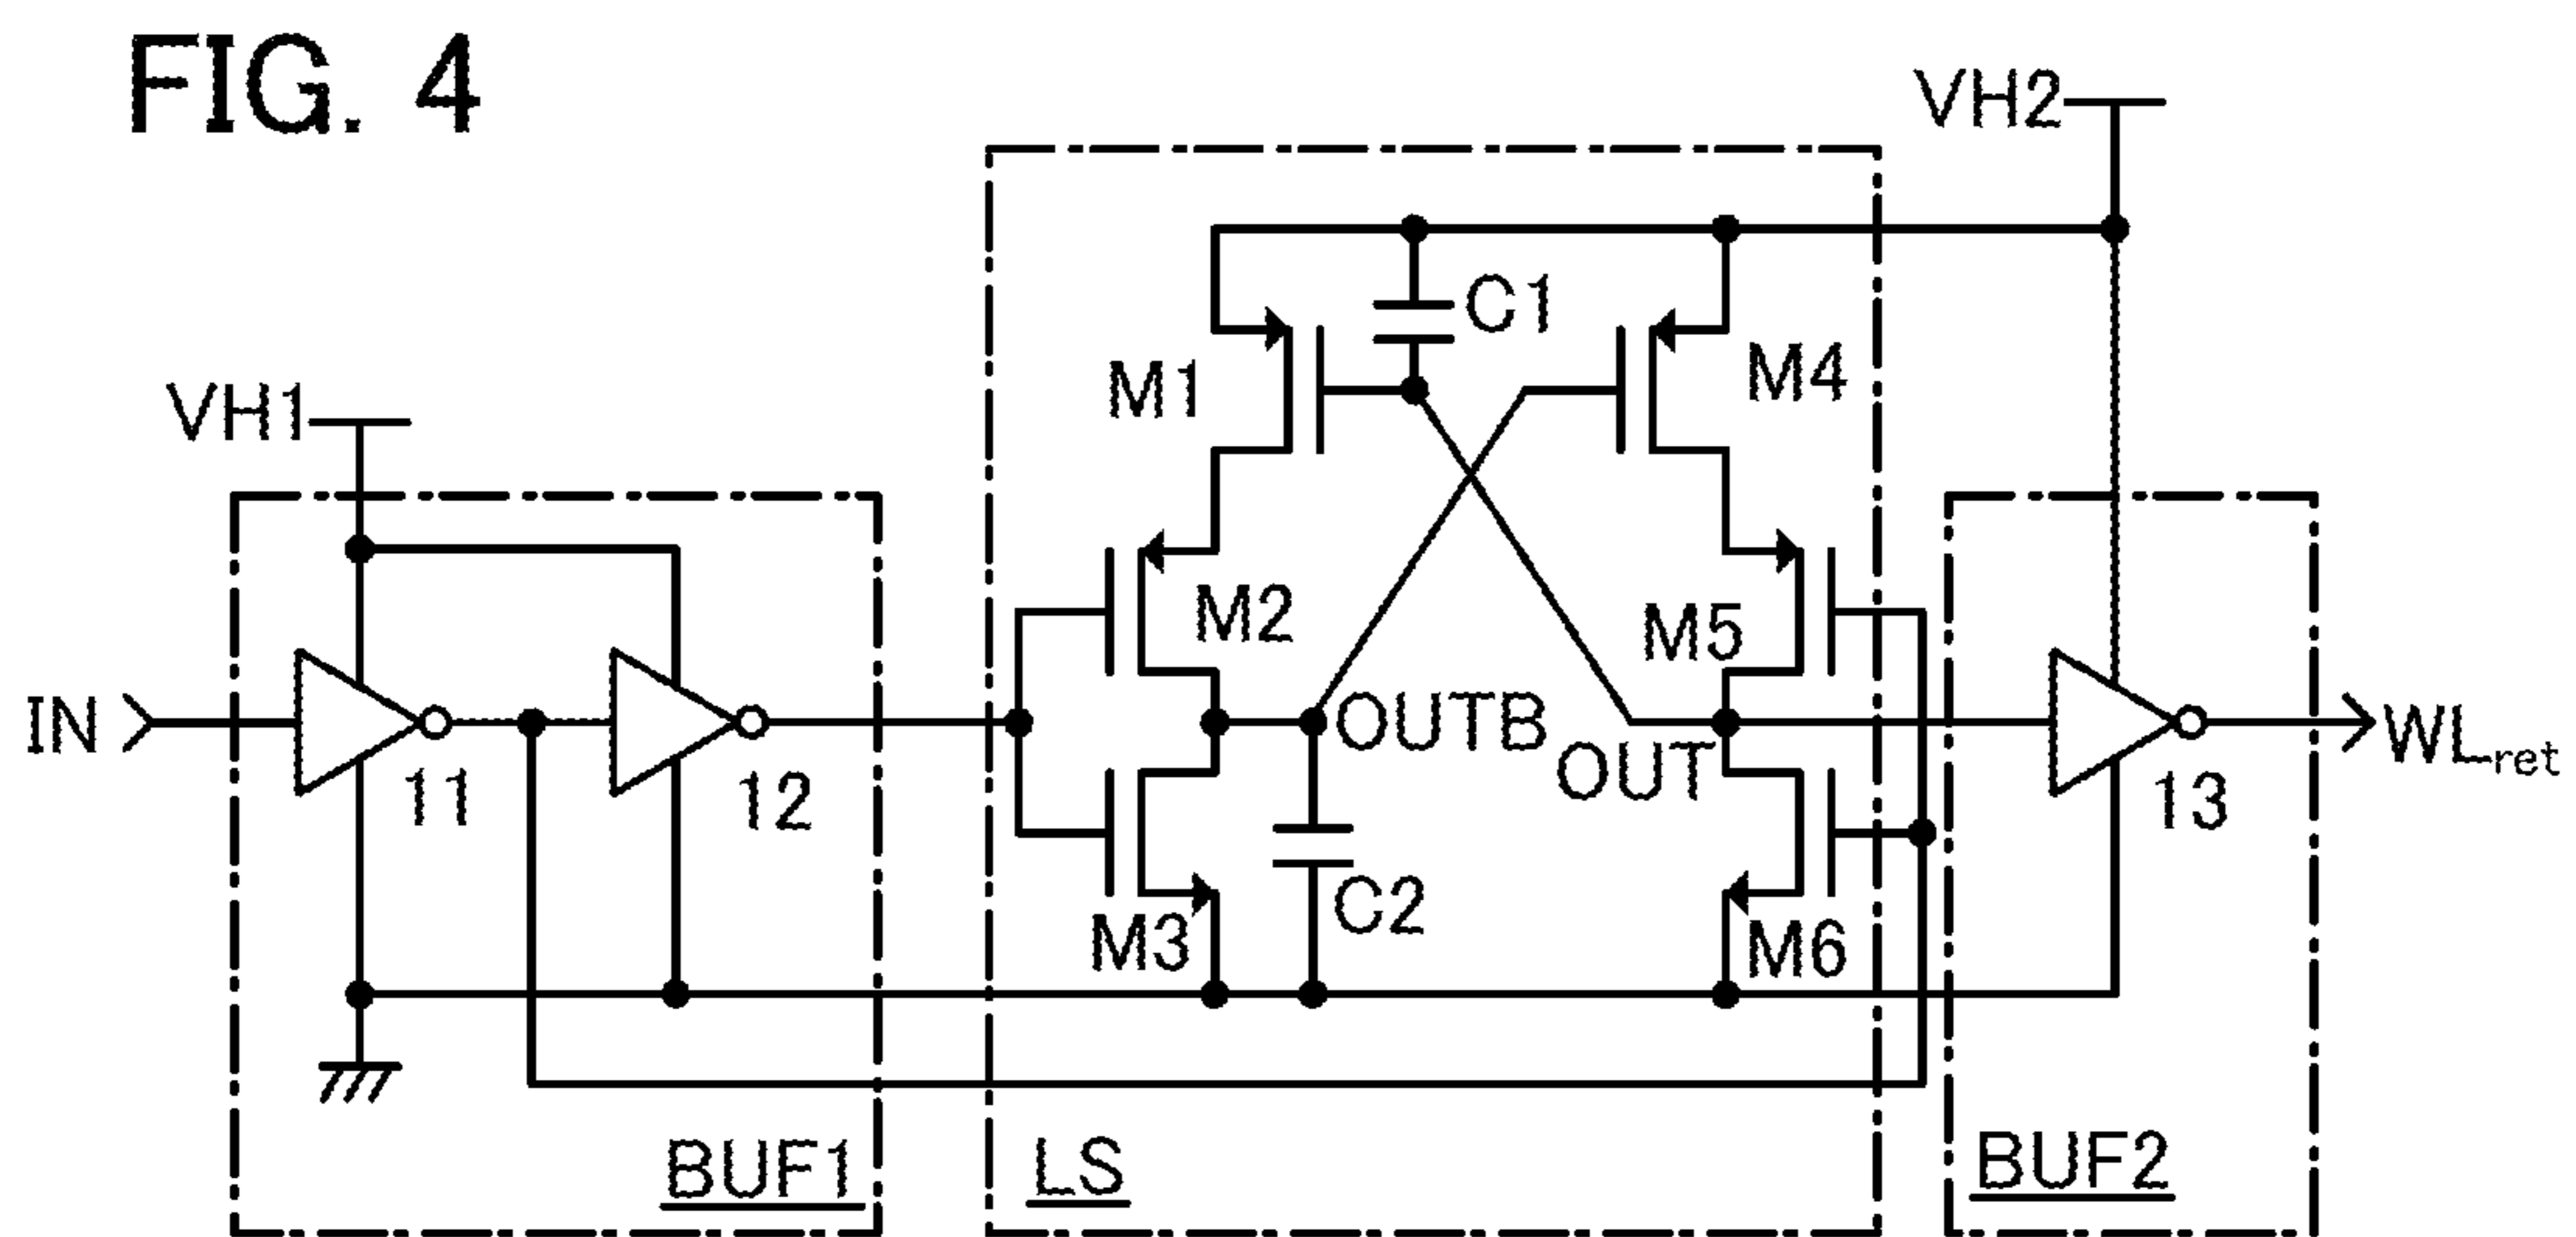 FIG. 4
VH2
C1
M1
M4
VH1
M2
M5
IN
OUTB
OUT
WLret
11
12
13
C2
M3
M6
BUF1
LS
BUF2